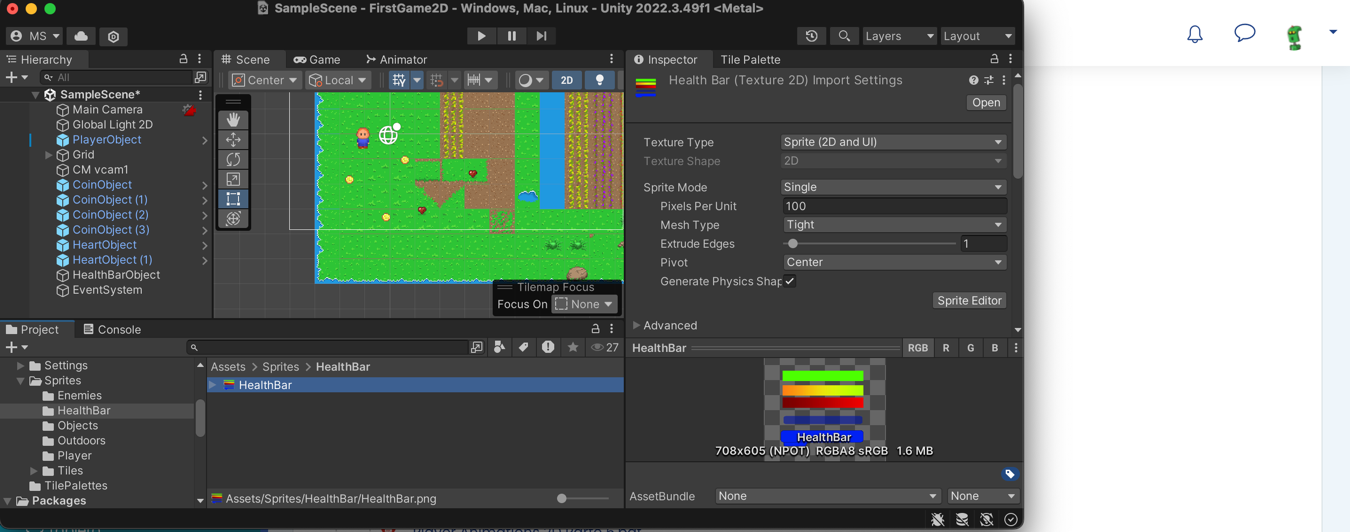 SampleScene - FirstGame2D - Windows, Mac, Linux - Unity 2022.3.49f1 <Metal>
MS
Layers
Layout
Hierarchy
All
SampleScene*
Main Camera
Global Light 2D
PlayerObject
Grid
CM vcam1
CoinObject
CoinObject (1)
CoinObject (2)
CoinObject (3)
HeartObject
HeartObject (1)
HealthBarObject
EventSystem
Scene
Game
Animator
Center
Local
2D
Tilemap Focus
Focus On
None
Inspector
Tile Palette
Health Bar (Texture 2D) Import Settings
Open
Texture Type
Sprite (2D and UI)
Texture Shape
2D
Sprite Mode
Single
Pixels Per Unit
100
Mesh Type
Tight
Extrude Edges
1
Pivot
Center
Generate Physics Shap
Sprite Editor
Advanced
HealthBar
RGB
R
G
B
HealthBar
708x605 (NPOT) RGBA8 sRGB 1.6 MB
AssetBundle
None
None
Project
Console
27
Settings
Sprites
Enemies
HealthBar
Objects
Outdoors
Player
Tiles
TilePalettes
Packages
Assets > Sprites > HealthBar
HealthBar
Assets/Sprites/HealthBar/HealthBar.png